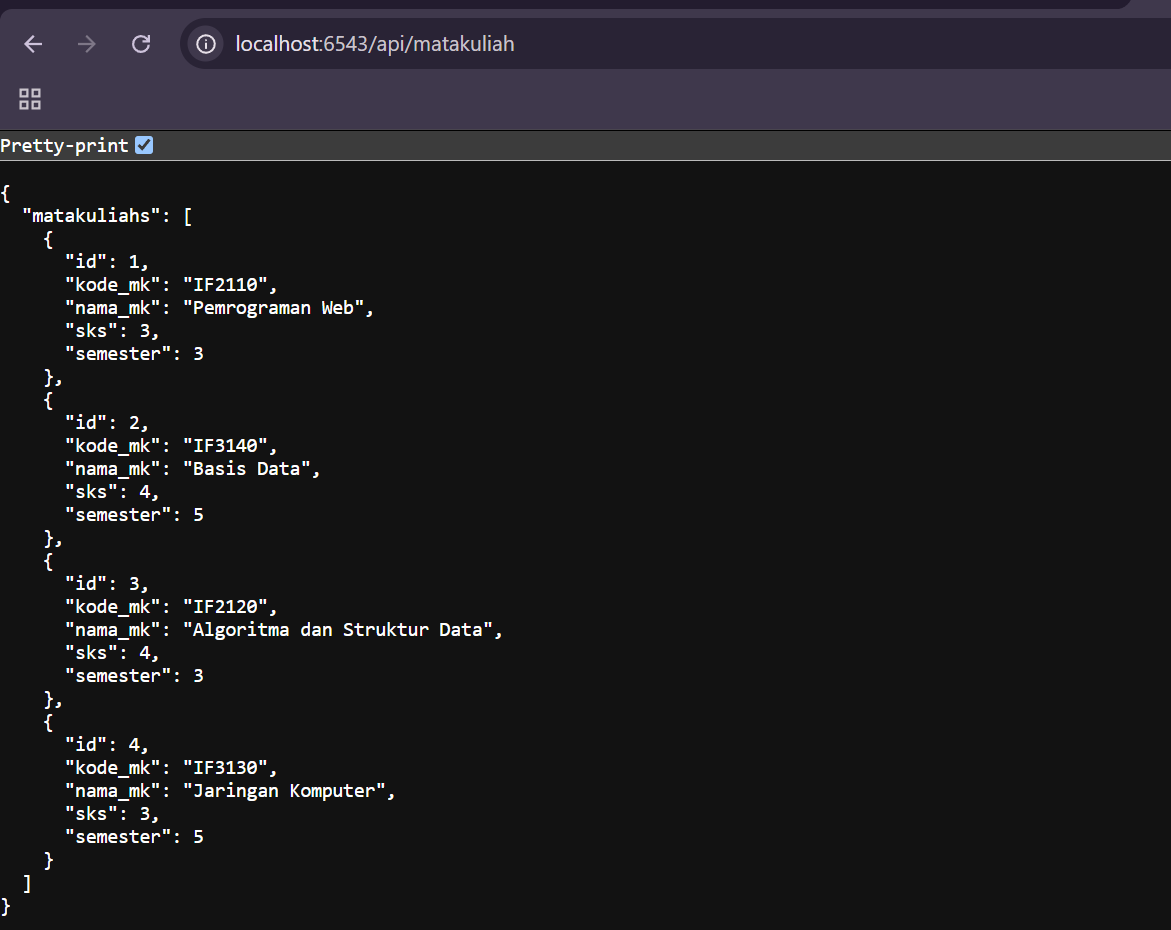 localhost:6543/api/matakuliah
Pretty-print
{
  "matakuliahs": [
    {
      "id": 1,
      "kode_mk": "IF2110",
      "nama_mk": "Pemrograman Web",
      "sks": 3,
      "semester": 3
    },
    {
      "id": 2,
      "kode_mk": "IF3140",
      "nama_mk": "Basis Data",
      "sks": 4,
      "semester": 5
    },
    {
      "id": 3,
      "kode_mk": "IF2120",
      "nama_mk": "Algoritma dan Struktur Data",
      "sks": 4,
      "semester": 3
    },
    {
      "id": 4,
      "kode_mk": "IF3130",
      "nama_mk": "Jaringan Komputer",
      "sks": 3,
      "semester": 5
    }
  ]
}